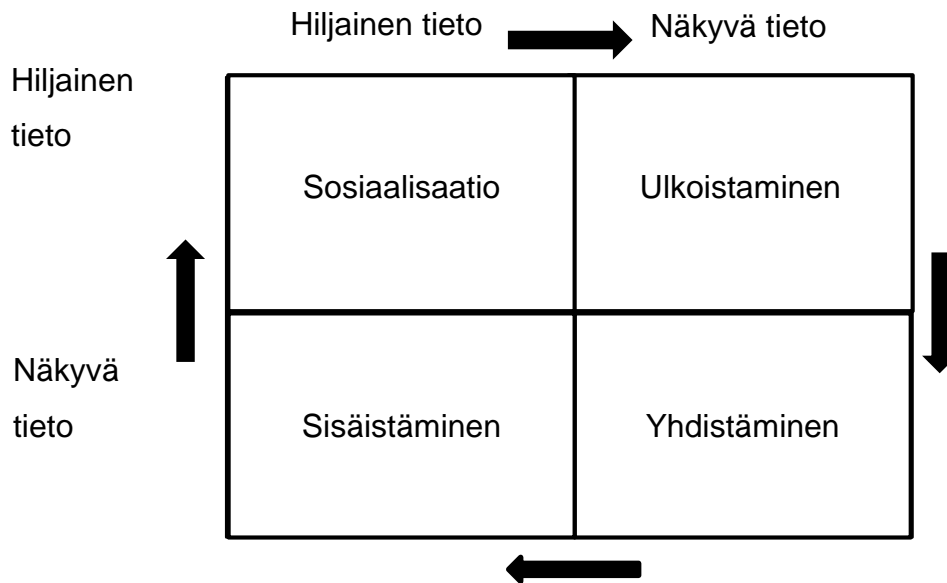 Hiljainen tieto Näkyvä tieto
Hiljainen
tieto
Sosiaalisaatio Ulkoistaminen
Näkyvä
tieto
Sisäistäminen Yhdistäminen